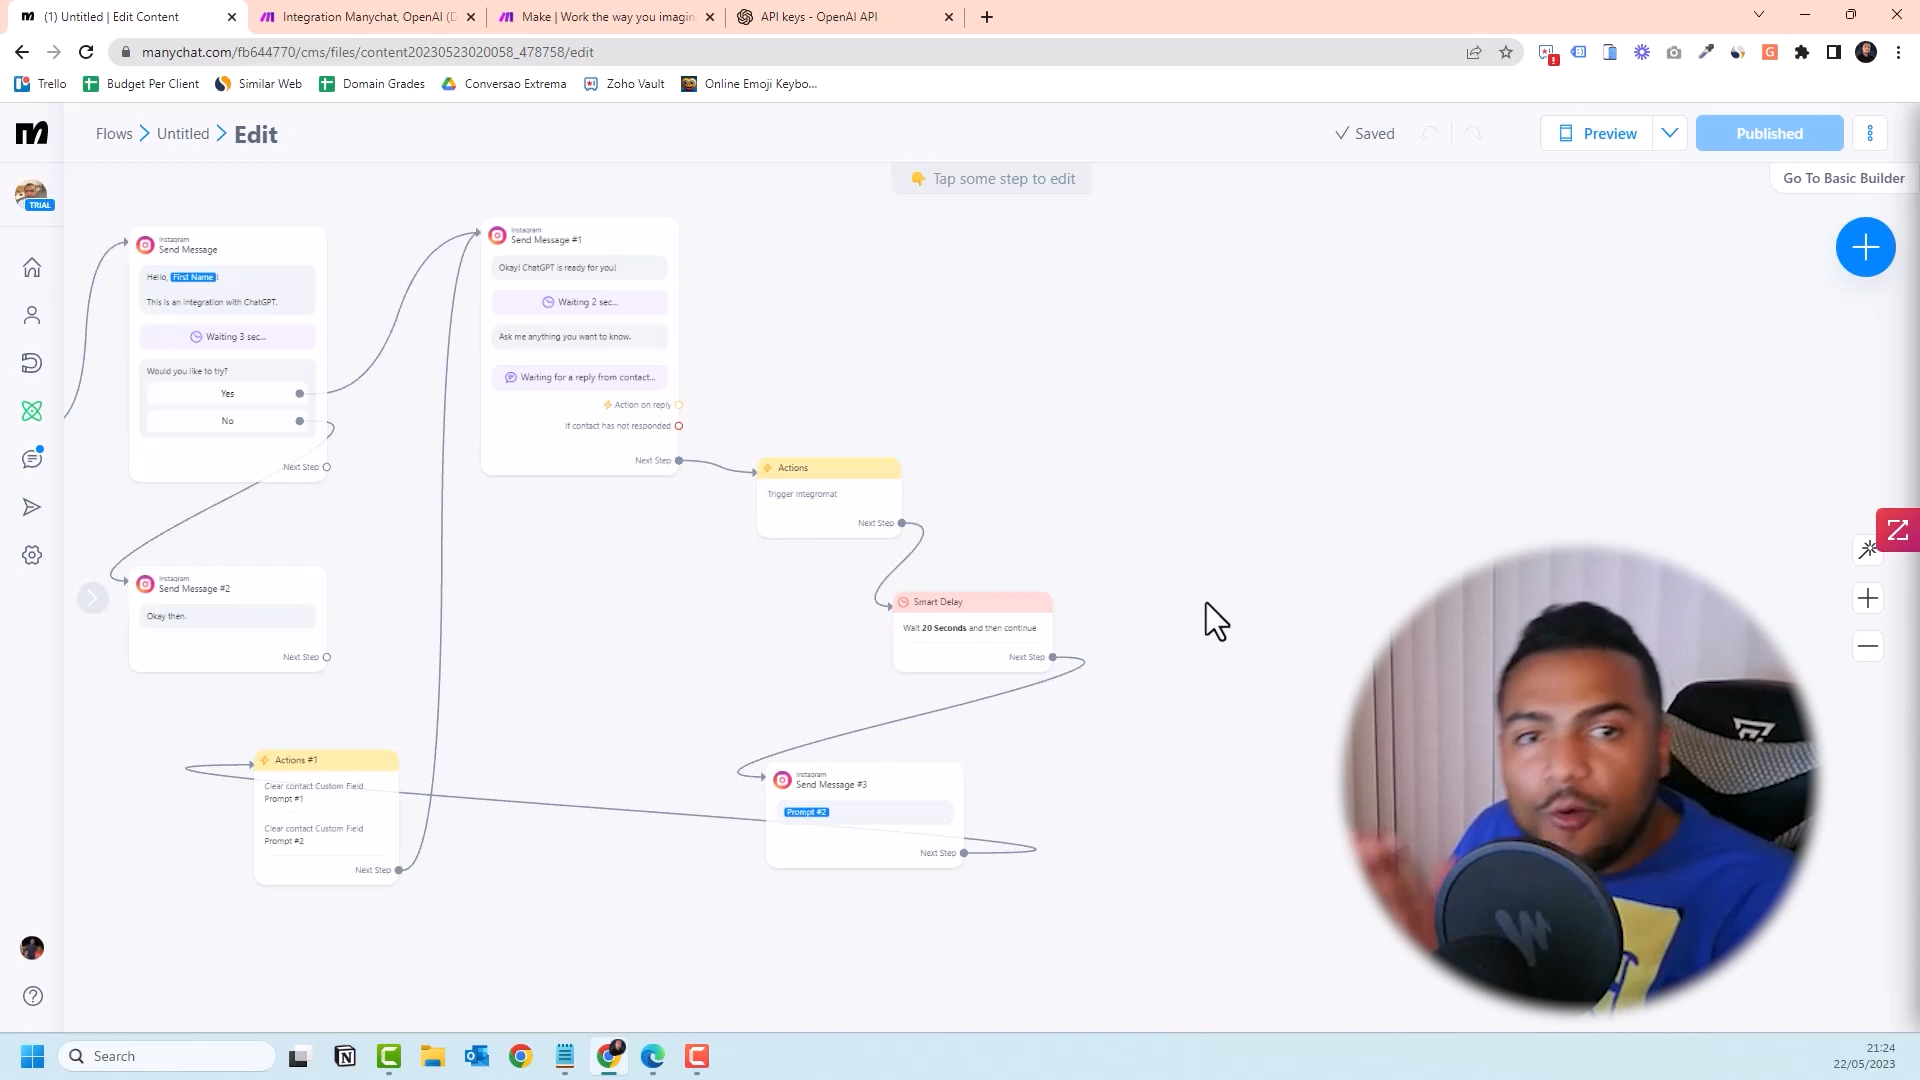 (1) Untitled | Edit Content
Integration Manychat, OpenAI (D
Make | Work the way you imagin
API keys - OpenAI API
manychat.com/fb644770/cms/files/content20230523020058_478758/edit
Trello
Budget Per Client
Similar Web
Domain Grades
Conversao Extrema
Zoho Vault
Online Emoji Keybo...
Flows
Untitled
Edit
Saved
Preview
Published
Tap some step to edit
Go To Basic Builder
TRIAL
Instagram
Send Message
Hello, First Name !
This is an integration with ChatGPT.
Waiting 3 sec...
Would you like to try?
Yes
No
Next Step
Instagram
Send Message #1
Okay! ChatGPT is ready for you!
Waiting 2 sec...
Ask me anything you want to know.
Waiting for a reply from contact...
Action on reply
If contact has not responded
Next Step
Actions
Trigger integromat
Next Step
Smart Delay
Wait 20 Seconds and then continue
Next Step
Instagram
Send Message #2
Okay then.
Next Step
Actions #1
Clear contact Custom Field
Prompt #1
Clear contact Custom Field
Prompt #2
Next Step
Instagram
Send Message #3
Prompt #2
Next Step
Search
21:24
22/05/2023